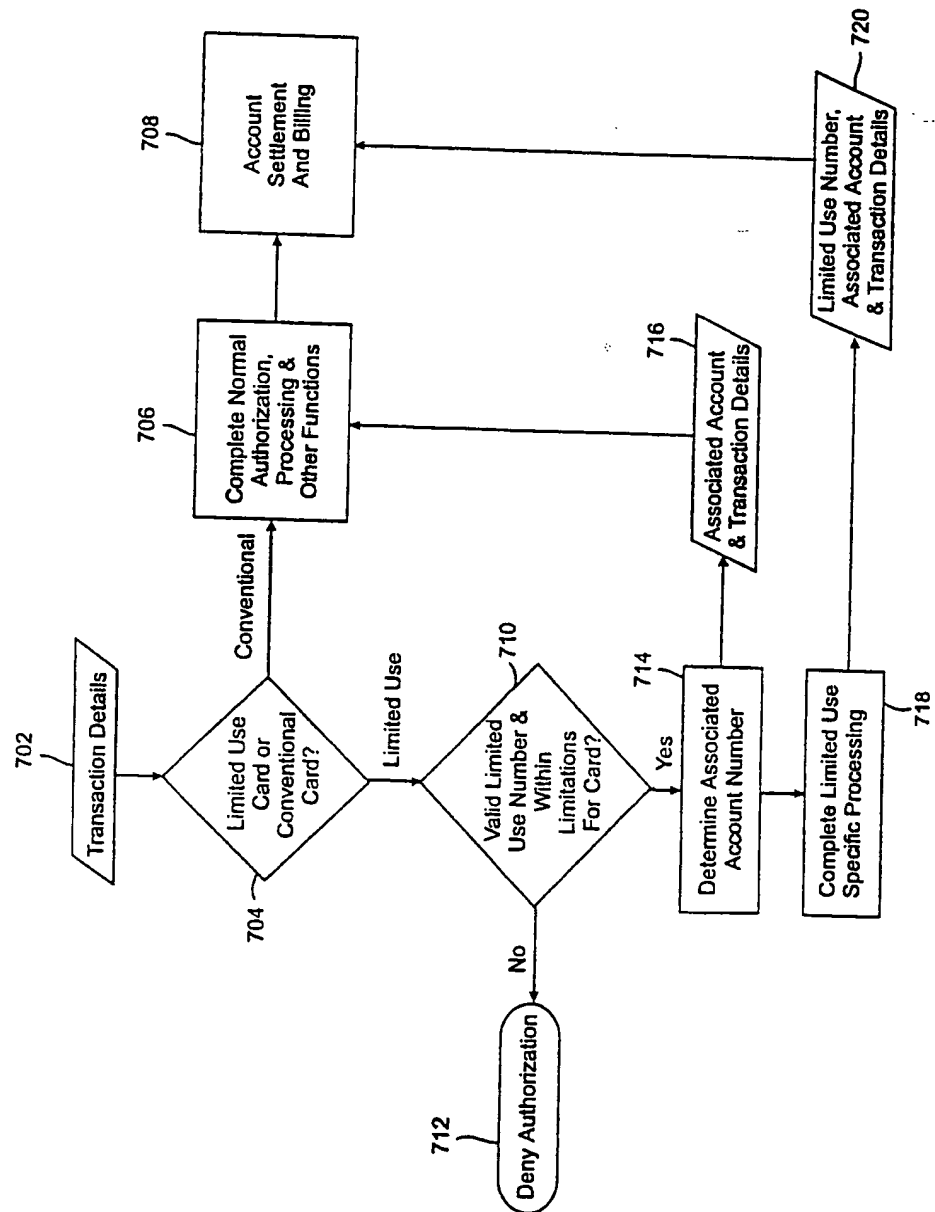 702
Transaction Details
Limited Use
Card or
Conventional
Card?
704
Conventional
706
Complete Normal
Authorization,
Processing &
Other Functions
708
Account
Settlement
And Billing
Limited Use
710
Valid Limited
Use Number &
Within
Limitations
For Card?
No
712
Deny Authorization
Yes
714
Determine Associated
Account Number
716
Associated Account
& Transaction Details
Complete Limited Use
Specific Processing
718
720
Limited Use Number,
Associated Account
& Transaction Details